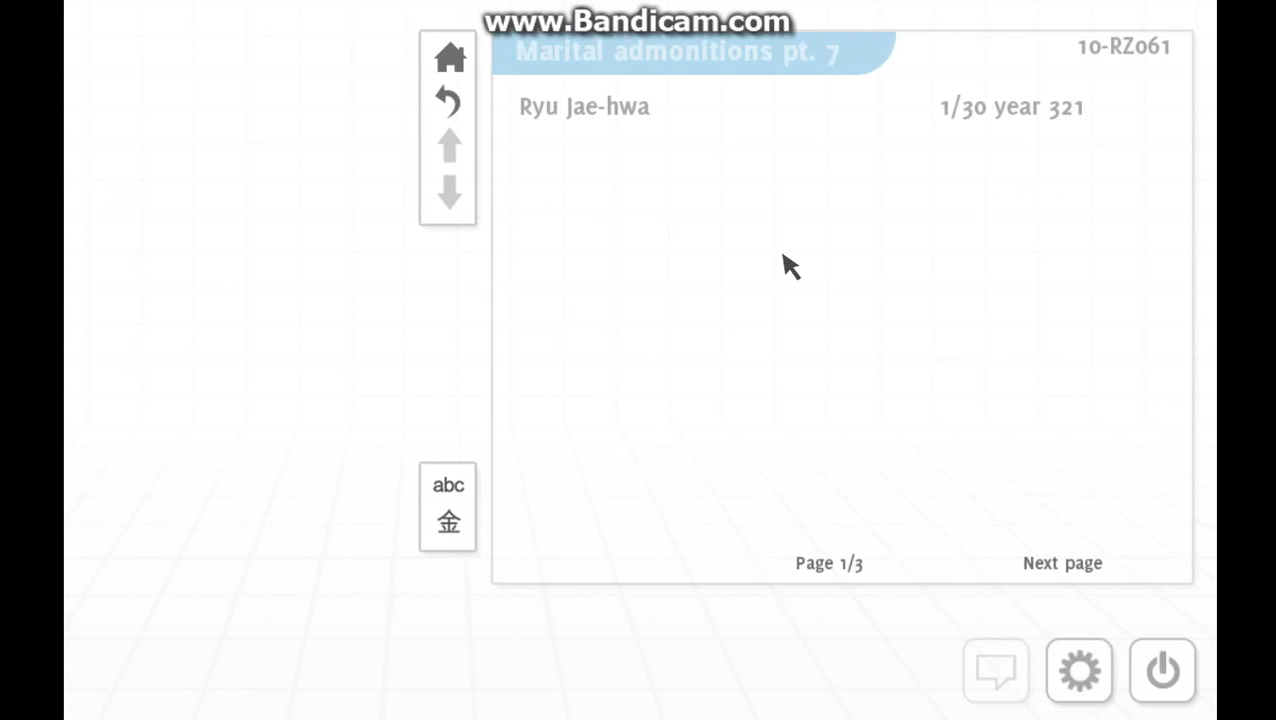 www.Bandicam.com
Marital admonitions pt. 7
10-RZ061
Ryu Jae-hwa
1/30 year 321
abc
金
Page 1/3
Next page